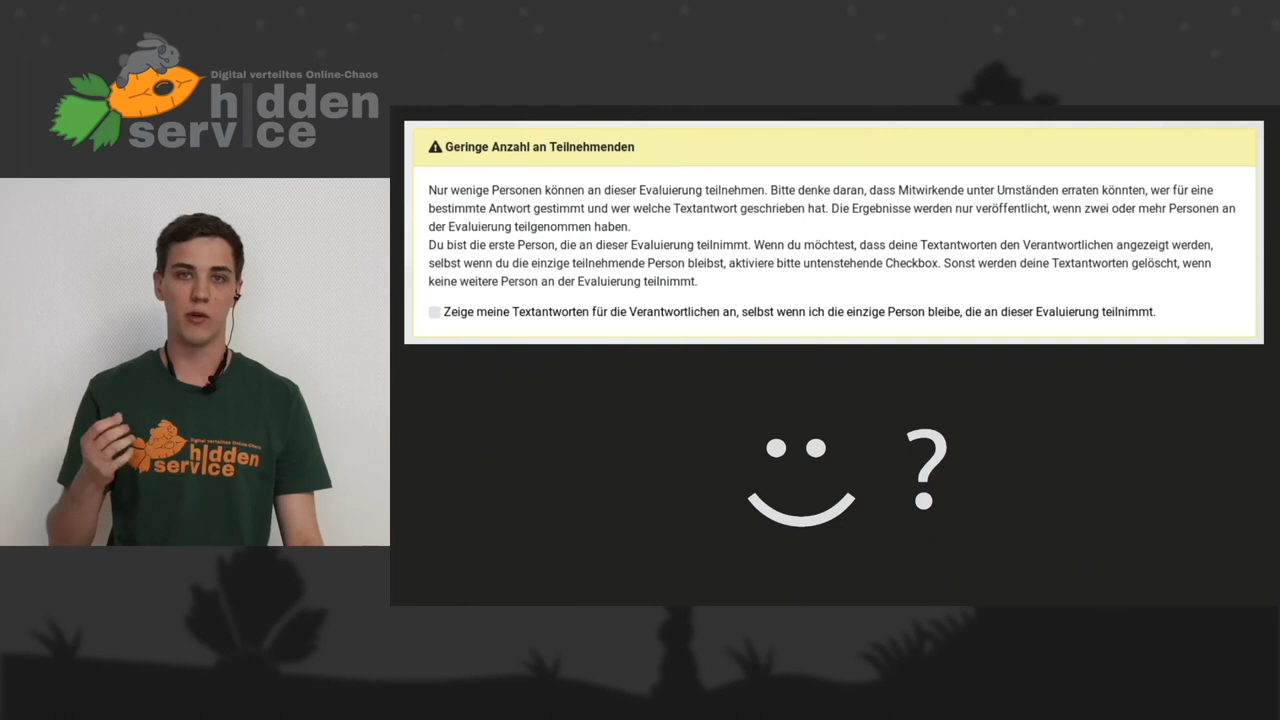 Digital verteiltes Online-Chaos
hidden
service
Geringe Anzahl an Teilnehmenden
Nur wenige Personen können an dieser Evaluierung teilnehmen. Bitte denke daran, dass Mitwirkende unter Umständen erraten könnten, wer für eine
bestimmte Antwort gestimmt und wer welche Textantwort geschrieben hat. Die Ergebnisse werden nur veröffentlicht, wenn zwei oder mehr Personen an
der Evaluierung teilgenommen haben.
Du bist die erste Person, die an dieser Evaluierung teilnimmt. Wenn du möchtest, dass deine Textantworten den Verantwortlichen angezeigt werden,
selbst wenn du die einzige teilnehmende Person bleibst, aktiviere bitte untenstehende Checkbox. Sonst werden deine Textantworten gelöscht, wenn
keine weitere Person an der Evaluierung teilnimmt.
Zeige meine Textantworten für die Verantwortlichen an, selbst wenn ich die einzige Person bleibe, die an dieser Evaluierung teilnimmt.
?
Digital verteiltes Online-Chaos
hidden
service